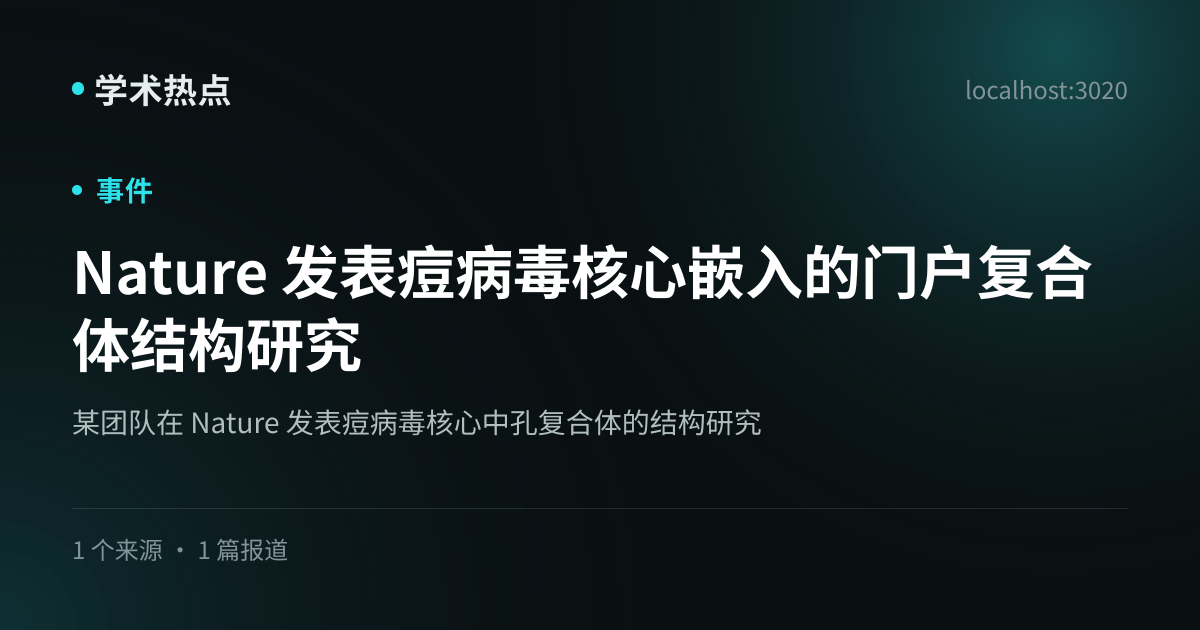 学术热点
localhost:3020
事件
Nature 发表痘病毒核心嵌入的门户复合
体结构研究
某团队在 Nature 发表痘病毒核心中孔复合体的结构研究
1 个来源 · 1 篇报道